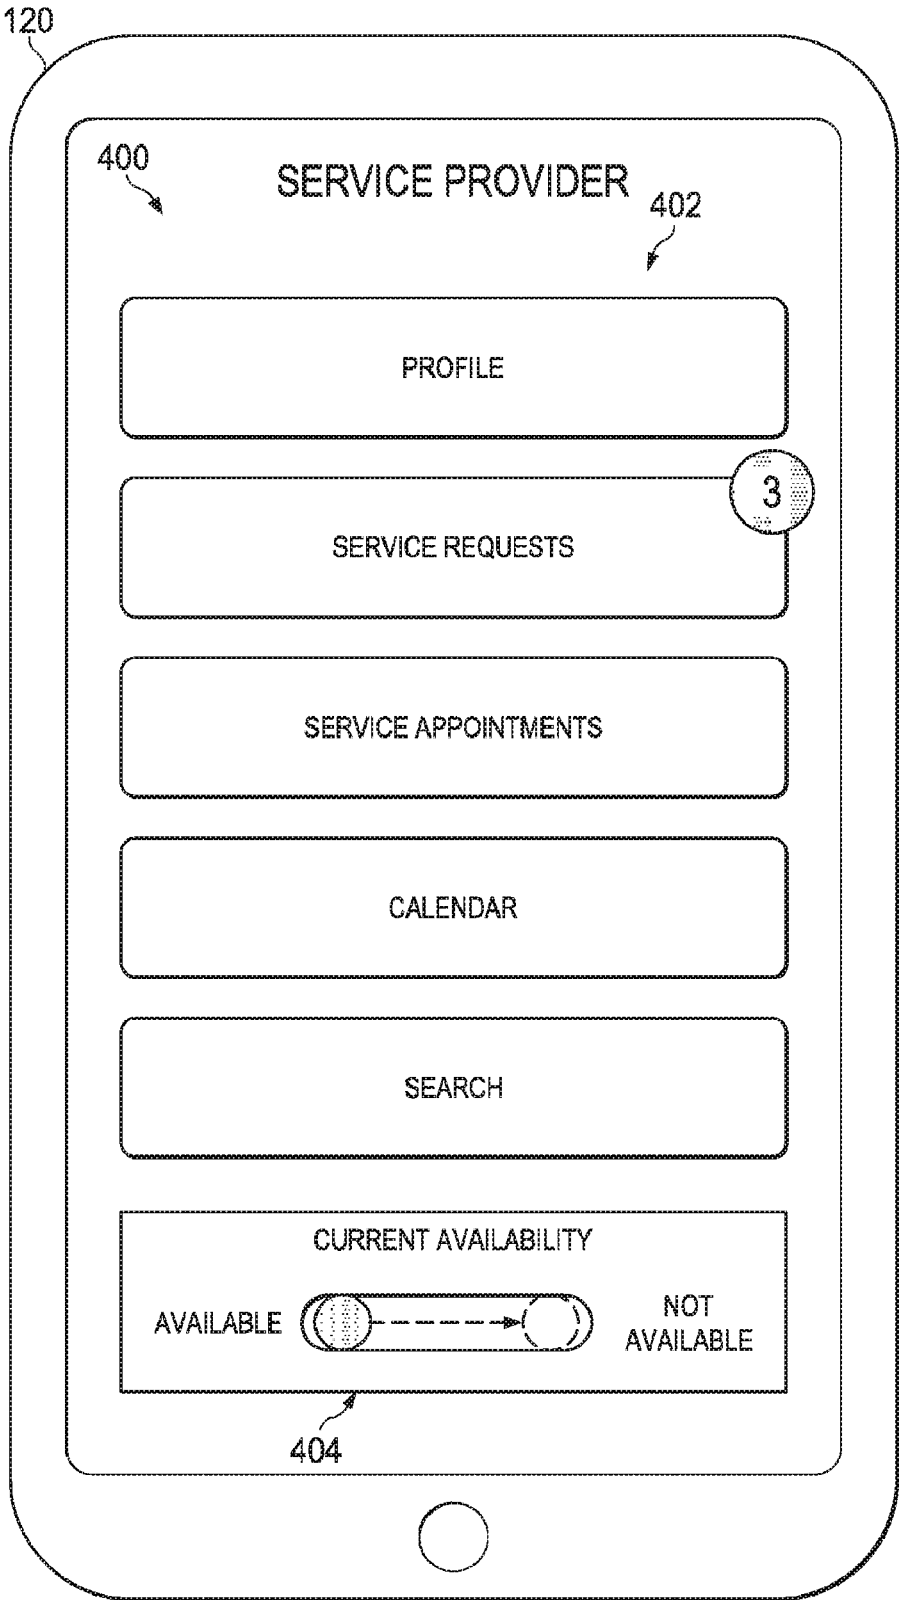 120
400
SERVICE PROVIDER
402
PROFILE
3
SERVICE REQUESTS
SERVICE APPOINTMENTS
CALENDAR
SEARCH
CURRENT AVAILABILITY
AVAILABLE
NOT
AVAILABLE
404